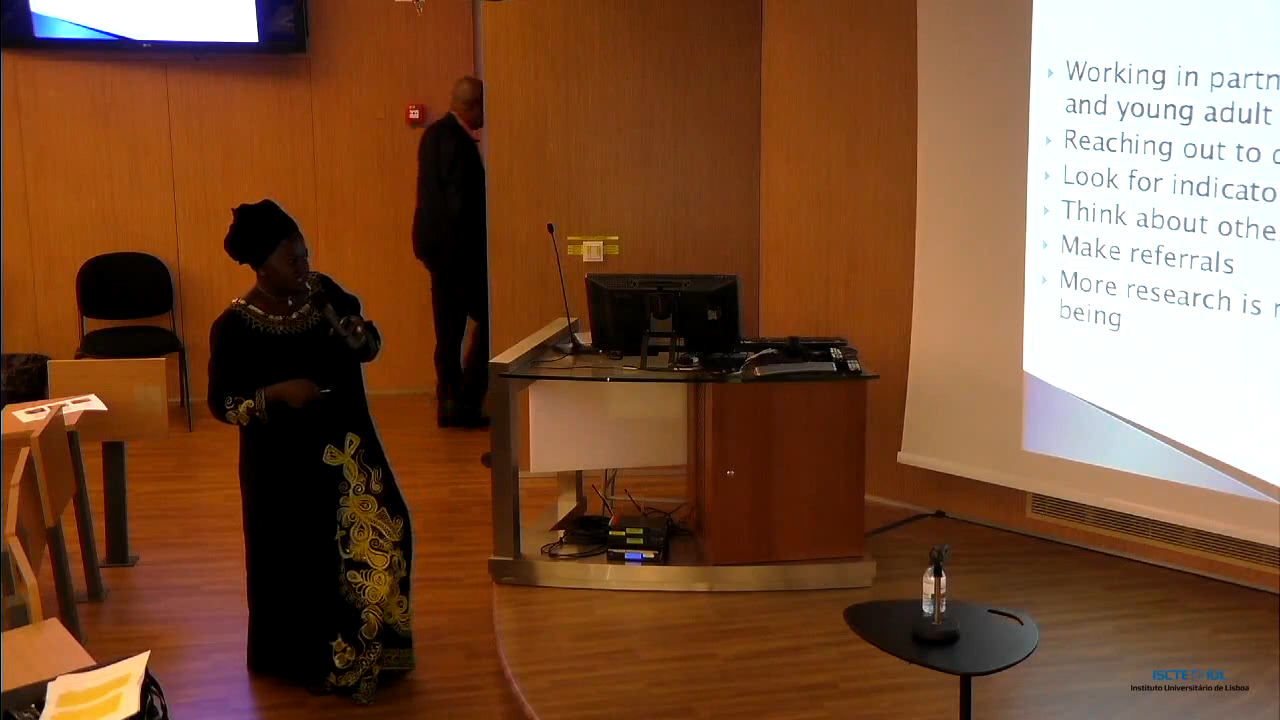 Working in partn
and young adult
Reaching out to c
Look for indicato
Think about othe
Make referrals
More research is
being
ISCTE IUL
Instituto Universitário de Lisboa